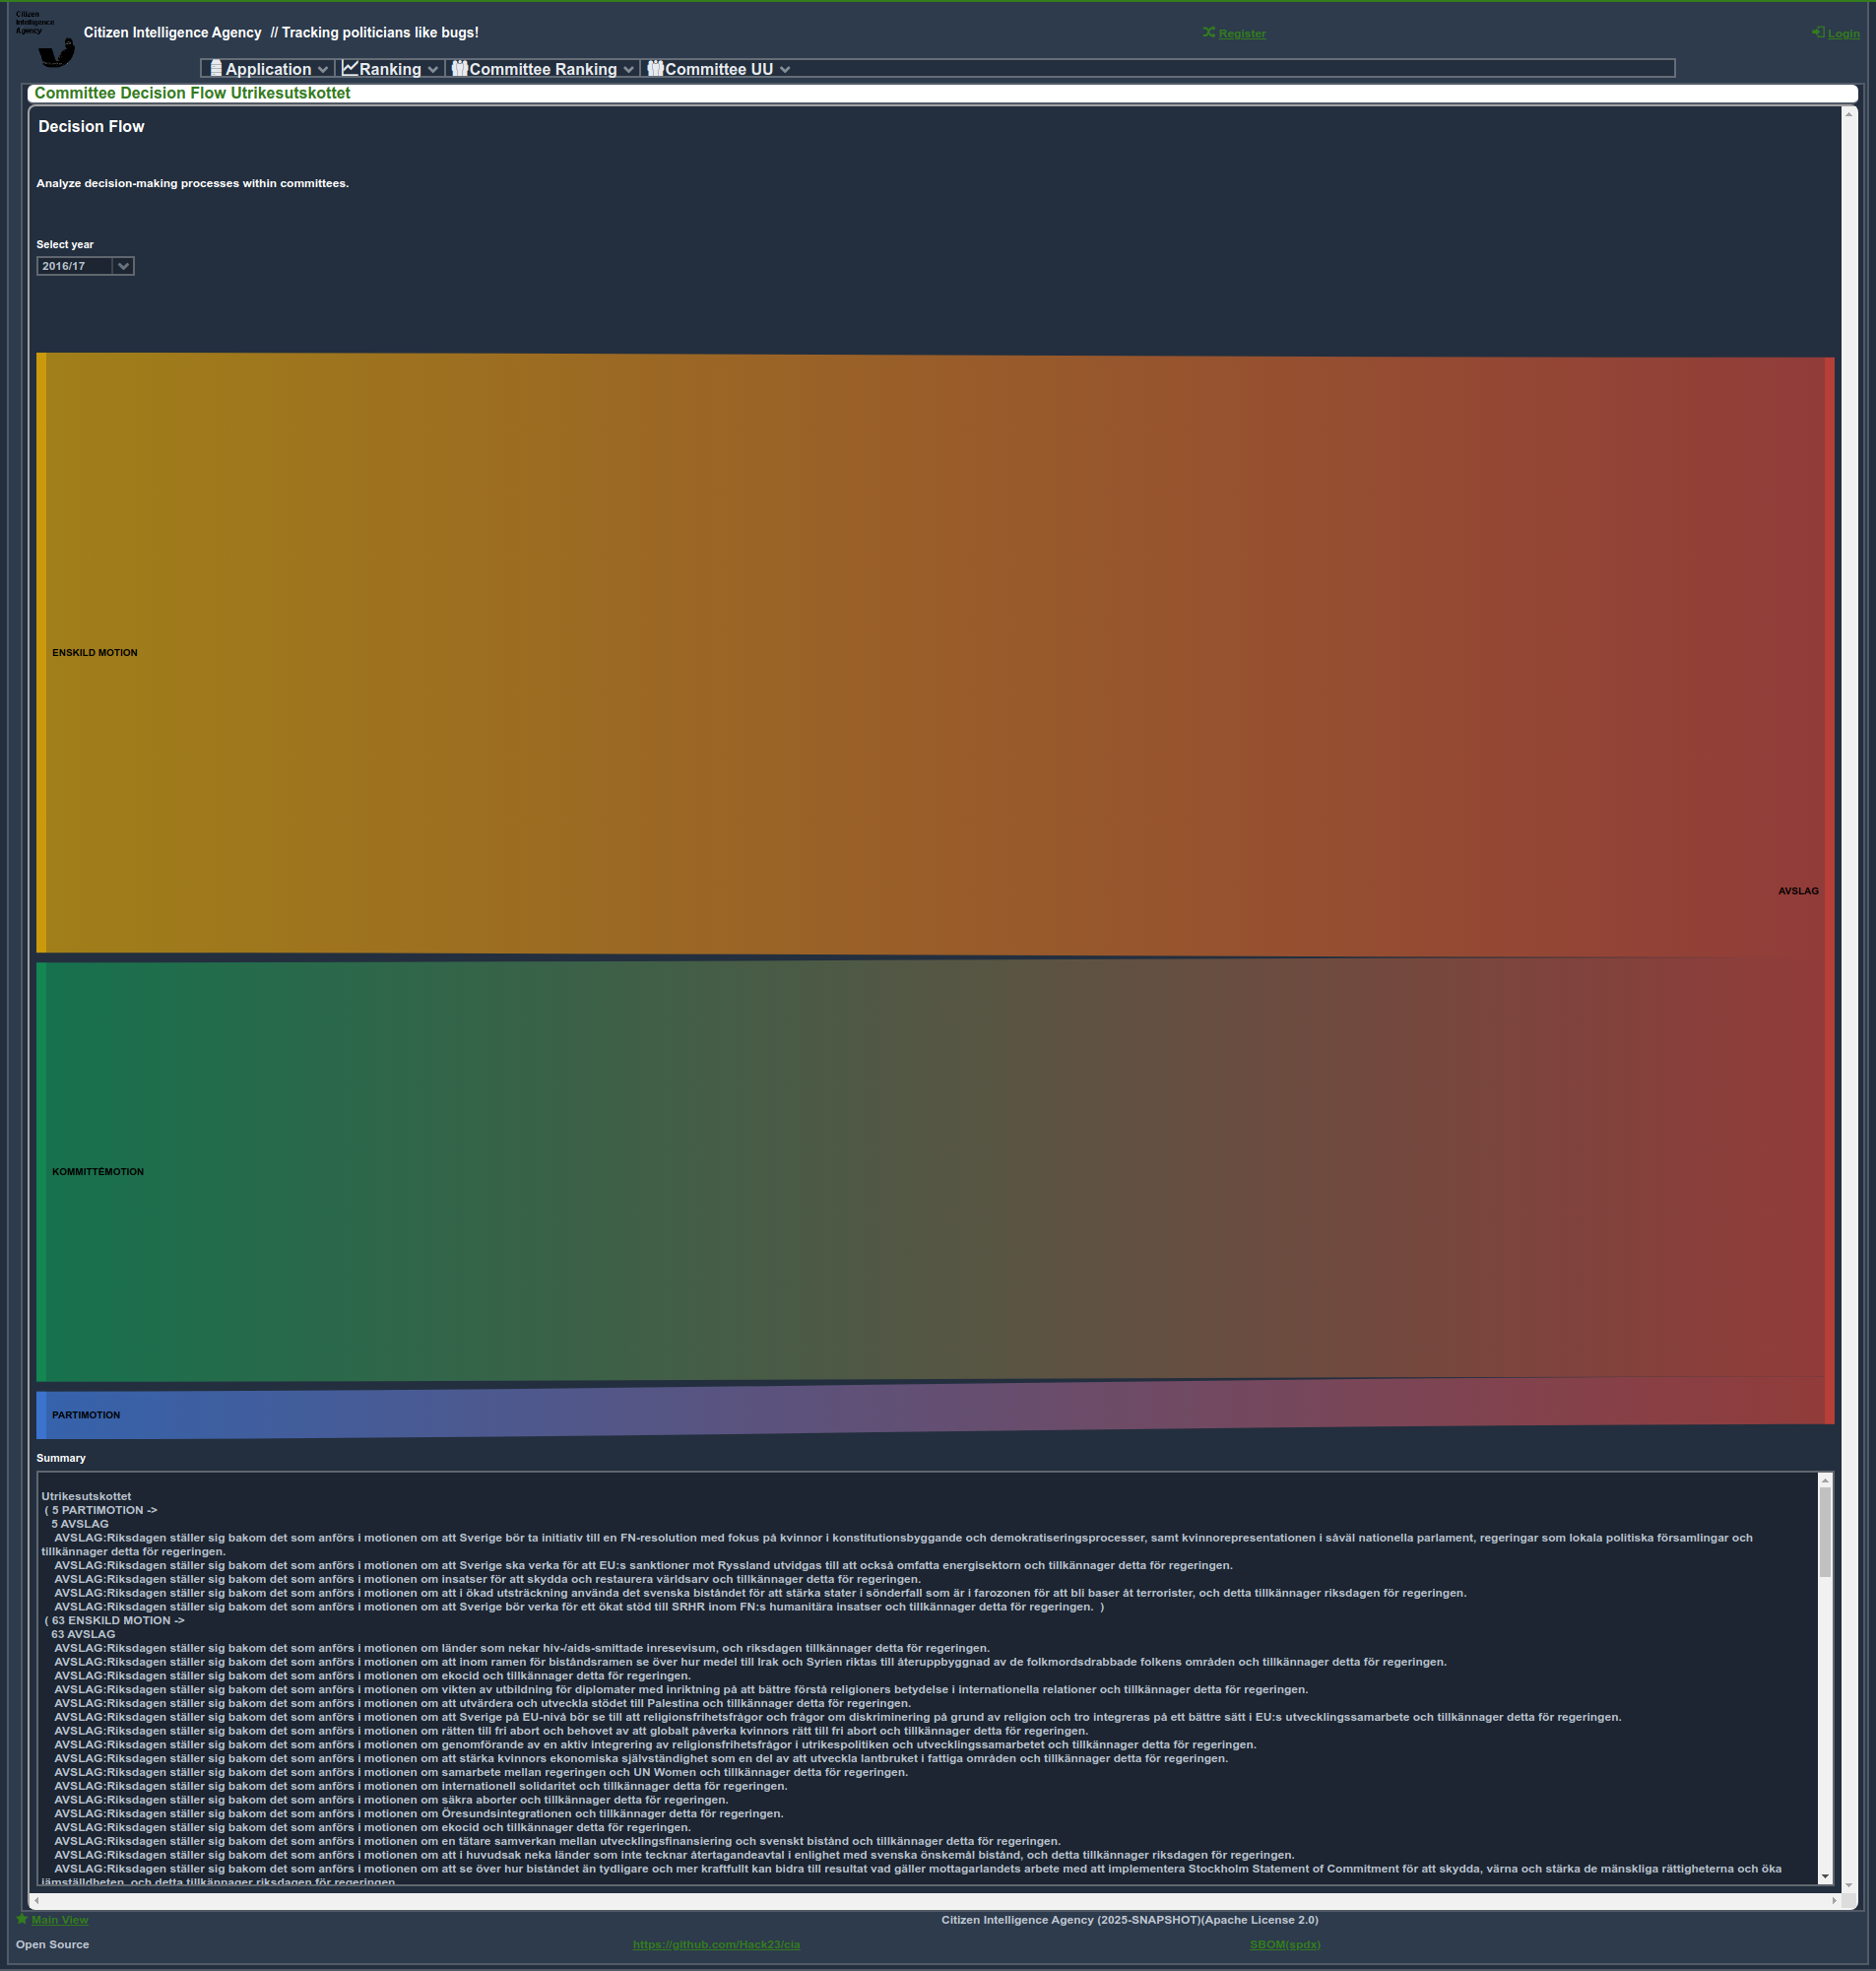 Citizen
Intelligence
Agency
Citizen Intelligence Agency // Tracking politicians like bugs!
Register
Login
Application
Ranking
Committee Ranking
Committee UU
Committee Decision Flow Utrikesutskottet
Decision Flow
Analyze decision-making processes within committees.
Select year
2016/17
ENSKILD MOTION
AVSLAG
KOMMITTÉMOTION
PARTIMOTION
Summary
Utrikesutskottet
( 5 PARTIMOTION ->
5 AVSLAG
AVSLAG:Riksdagen ställer sig bakom det som anförs i motionen om att Sverige bör ta initiativ till en FN-resolution med fokus på kvinnor i konstitutionsbyggande och demokratiseringsprocesser, samt kvinnorepresentationen i såväl nationella parlament, regeringar som lokala politiska församlingar och
tillkännager detta för regeringen.
AVSLAG:Riksdagen ställer sig bakom det som anförs i motionen om att Sverige ska verka för att EU:s sanktioner mot Ryssland utvidgas till att också omfatta energisektorn och tillkännager detta för regeringen.
AVSLAG:Riksdagen ställer sig bakom det som anförs i motionen om insatser för att skydda och restaurera världsarv och tillkännager detta för regeringen.
AVSLAG:Riksdagen ställer sig bakom det som anförs i motionen om att i ökad utsträckning använda det svenska biståndet för att stärka stater i sönderfall som är i farozonen för att bli baser åt terrorister, och detta tillkännager riksdagen för regeringen.
AVSLAG:Riksdagen ställer sig bakom det som anförs i motionen om att Sverige bör verka för ett ökat stöd till SRHR inom FN:s humanitära insatser och tillkännager detta för regeringen. )
( 63 ENSKILD MOTION ->
63 AVSLAG
AVSLAG:Riksdagen ställer sig bakom det som anförs i motionen om länder som nekar hiv-/aids-smittade inresevisum, och riksdagen tillkännager detta för regeringen.
AVSLAG:Riksdagen ställer sig bakom det som anförs i motionen om att inom ramen för biståndsramen se över hur medel till Irak och Syrien riktas till återuppbyggnad av de folkmordsdrabbade folkens områden och tillkännager detta för regeringen.
AVSLAG:Riksdagen ställer sig bakom det som anförs i motionen om ekocid och tillkännager detta för regeringen.
AVSLAG:Riksdagen ställer sig bakom det som anförs i motionen om vikten av utbildning för diplomater med inriktning på att bättre förstå religioners betydelse i internationella relationer och tillkännager detta för regeringen.
AVSLAG:Riksdagen ställer sig bakom det som anförs i motionen om att utvärdera och utveckla stödet till Palestina och tillkännager detta för regeringen.
AVSLAG:Riksdagen ställer sig bakom det som anförs i motionen om att Sverige på EU-nivå bör se till att religionsfrihetsfrågor och frågor om diskriminering på grund av religion och tro integreras på ett bättre sätt i EU:s utvecklingssamarbete och tillkännager detta för regeringen.
AVSLAG:Riksdagen ställer sig bakom det som anförs i motionen om rätten till fri abort och behovet av att globalt påverka kvinnors rätt till fri abort och tillkännager detta för regeringen.
AVSLAG:Riksdagen ställer sig bakom det som anförs i motionen om genomförande av en aktiv integrering av religionsfrihetsfrågor i utrikespolitiken och utvecklingssamarbetet och tillkännager detta för regeringen.
AVSLAG:Riksdagen ställer sig bakom det som anförs i motionen om att stärka kvinnors ekonomiska självständighet som en del av att utveckla lantbruket i fattiga områden och tillkännager detta för regeringen.
AVSLAG:Riksdagen ställer sig bakom det som anförs i motionen om samarbete mellan regeringen och UN Women och tillkännager detta för regeringen.
AVSLAG:Riksdagen ställer sig bakom det som anförs i motionen om internationell solidaritet och tillkännager detta för regeringen.
AVSLAG:Riksdagen ställer sig bakom det som anförs i motionen om säkra aborter och tillkännager detta för regeringen.
AVSLAG:Riksdagen ställer sig bakom det som anförs i motionen om Öresundsintegrationen och tillkännager detta för regeringen.
AVSLAG:Riksdagen ställer sig bakom det som anförs i motionen om ekocid och tillkännager detta för regeringen.
AVSLAG:Riksdagen ställer sig bakom det som anförs i motionen om en tätare samverkan mellan utvecklingsfinansiering och svenskt bistånd och tillkännager detta för regeringen.
AVSLAG:Riksdagen ställer sig bakom det som anförs i motionen om att i huvudsak neka länder som inte tecknar återtagandeavtal i enlighet med svenska önskemål bistånd, och detta tillkännager riksdagen för regeringen.
AVSLAG:Riksdagen ställer sig bakom det som anförs i motionen om att se över hur biståndet än tydligare och mer kraftfullt kan bidra till resultat vad gäller mottagarlandets arbete med att implementera Stockholm Statement of Commitment för att skydda, värna och stärka de mänskliga rättigheterna och öka
jämställdheten, och detta tillkännager riksdagen för regeringen.
Main View
Citizen Intelligence Agency (2025-SNAPSHOT)(Apache License 2.0)
Open Source
https://github.com/Hack23/cia
SBOM(spdx)